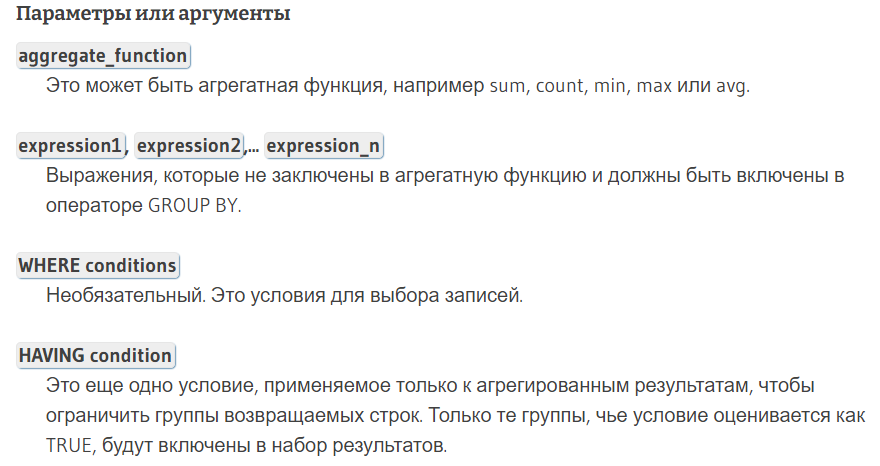 Параметры или аргументы
aggregate_function
Это может быть агрегатная функция, например sum, count, min, max или avg.
expression1, expression2,… expression_n
Выражения, которые не заключены в агрегатную функцию и должны быть включены в
операторе GROUP BY.
WHERE conditions
Необязательный. Это условия для выбора записей.
HAVING condition
Это еще одно условие, применяемое только к агрегированным результатам, чтобы
ограничить группы возвращаемых строк. Только те группы, чье условие оценивается как
TRUE, будут включены в набор результатов.